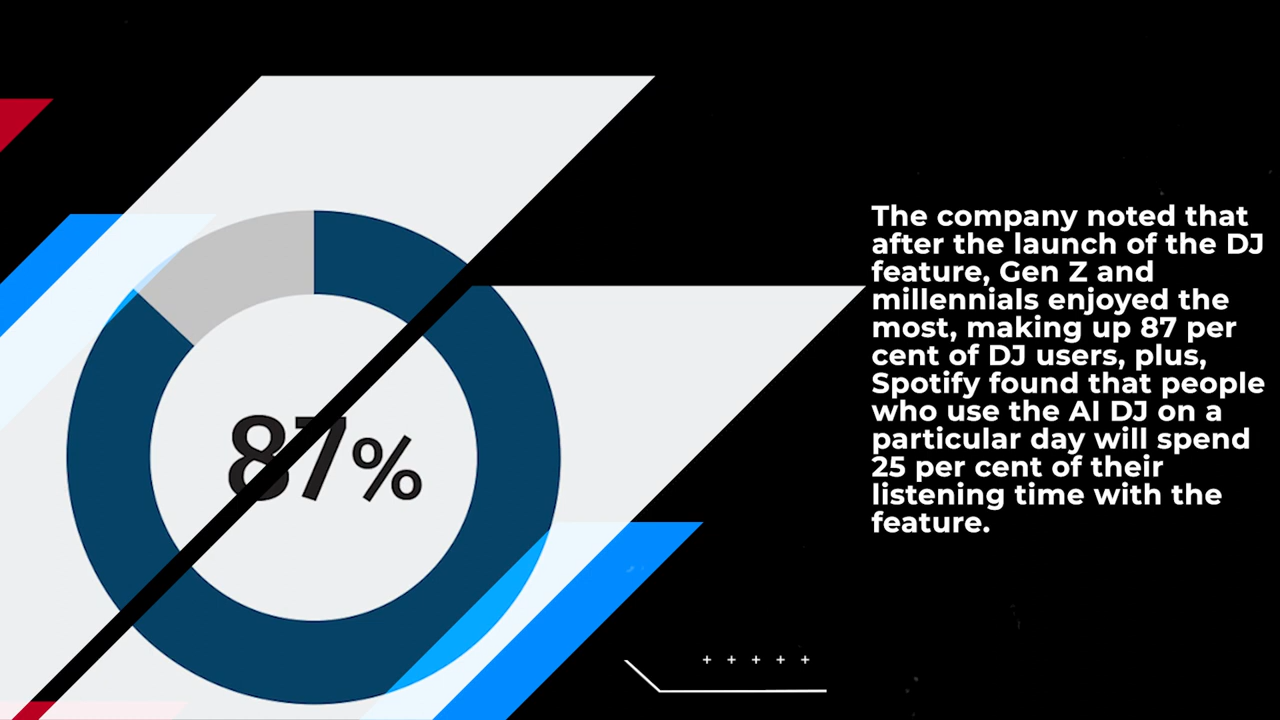 The company noted that
after the launch of the DJ
feature, Gen Z and
millennials enjoyed the
most, making up 87 per
cent of DJ users, plus,
Spotify found that people
who use the AI DJ on a
particular day will spend
25 per cent of their
listening time with the
feature.
87%